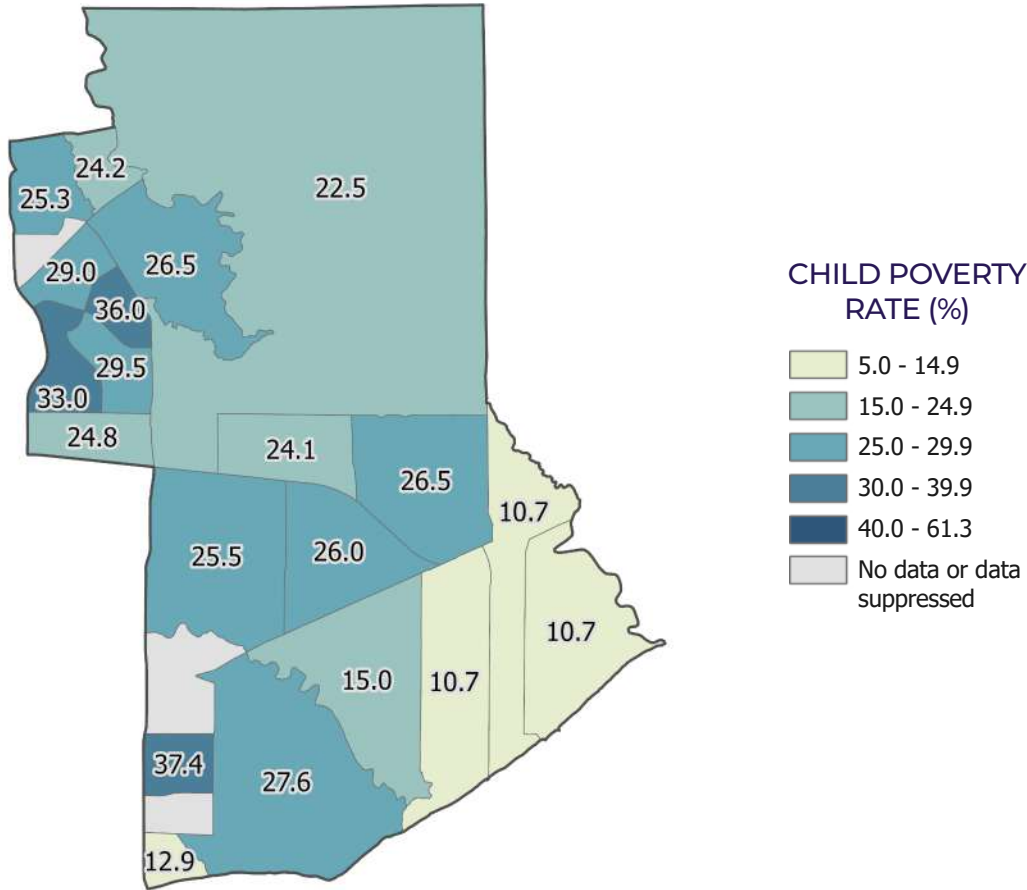 24.2
22.5
25.3
26.5
29.0
36.0
29.5
33.0
24.8
24.1
26.5
10.7
25.5
26.0
10.7
15.0
10.7
37.4
27.6
12.9
CHILD POVERTY
RATE (%)
5.0 - 14.9
15.0 - 24.9
25.0 - 29.9
30.0 - 39.9
40.0 - 61.3
No data or data
suppressed